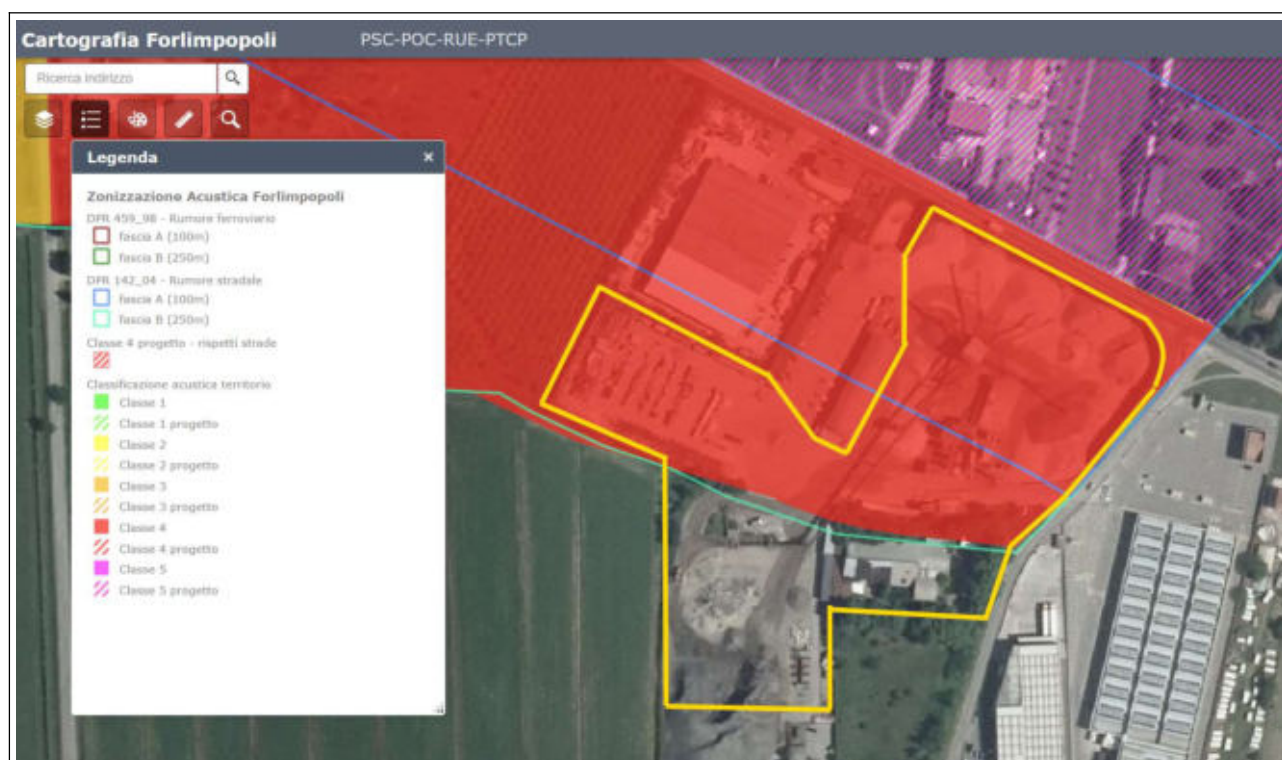 Cartografia Forlimpopoli PSC-POC-RUE-PTCP
Ricerca indirizzo
Legenda ×
Zonizzazione Acustica Forlimpopoli
DPR 459_98 - Rumore ferroviario
fascia A (100m)
fascia B (250m)
DPR 142_04 - Rumore stradale
fascia A (100m)
fascia B (250m)
Classe 4 progetto - rispetti strade
Classificazione acustica territorio
Classe 1
Classe 1 progetto
Classe 2
Classe 2 progetto
Classe 3
Classe 3 progetto
Classe 4
Classe 4 progetto
Classe 5
Classe 5 progetto